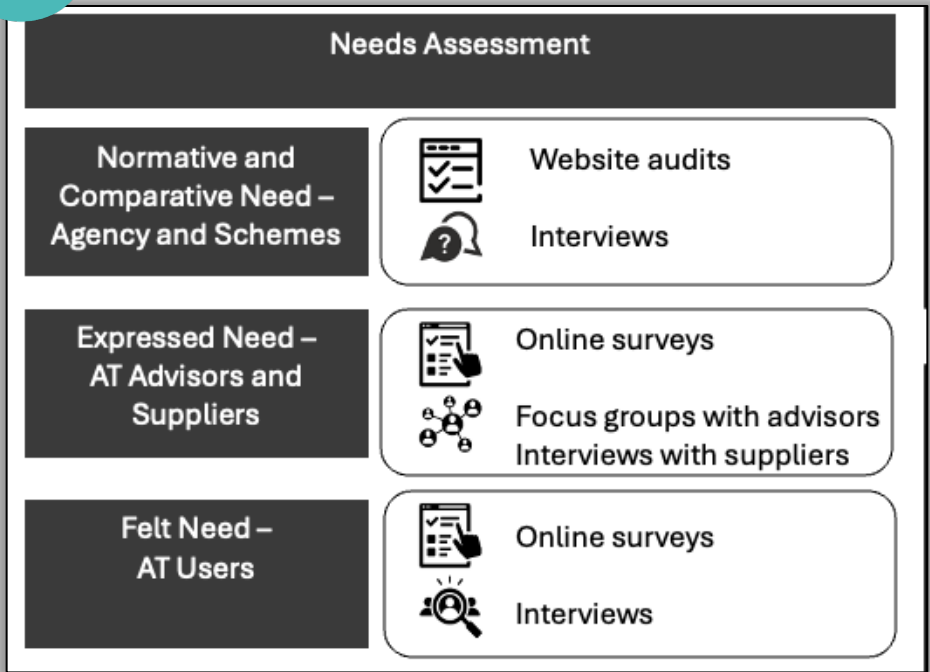 Needs Assessment
Normative and
Comparative Need –
Agency and Schemes
Website audits
?
Interviews
Expressed Need –
AT Advisors and
Suppliers
Online surveys
Focus groups with advisors
Interviews with suppliers
Felt Need –
AT Users
Online surveys
Interviews